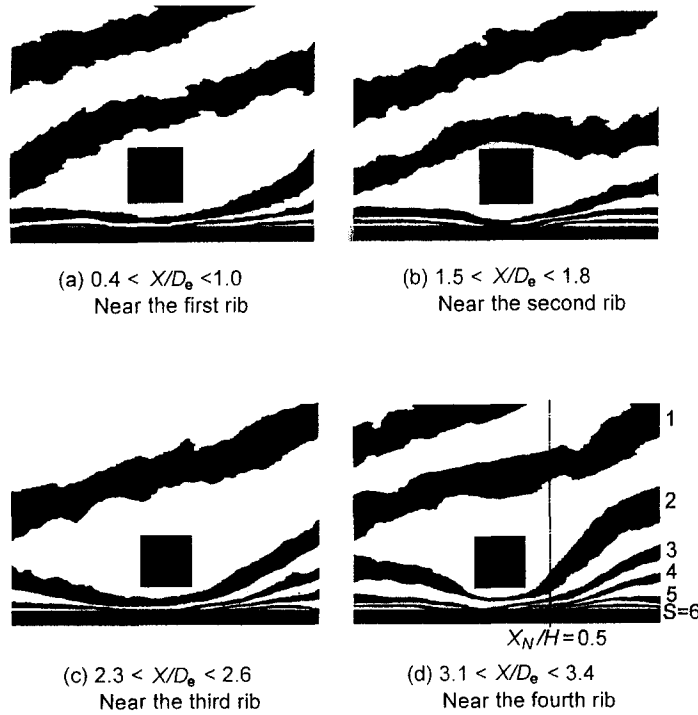 (a) 0.4 < X/Dₑ <1.0
Near the first rib
(b) 1.5 < X/Dₑ < 1.8
Near the second rib
1
2
3
4
5
S=6
X_N/H=0.5
(c) 2.3 < X/Dₑ < 2.6
Near the third rib
(d) 3.1 < X/Dₑ < 3.4
Near the fourth rib